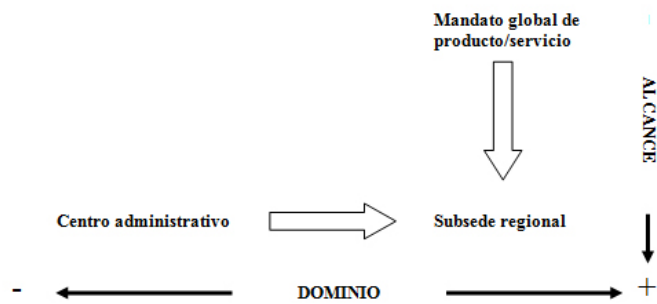 Mandato global de
producto/servicio
ALCANCE
Centro administrativo
Subsede regional
- DOMINIO +